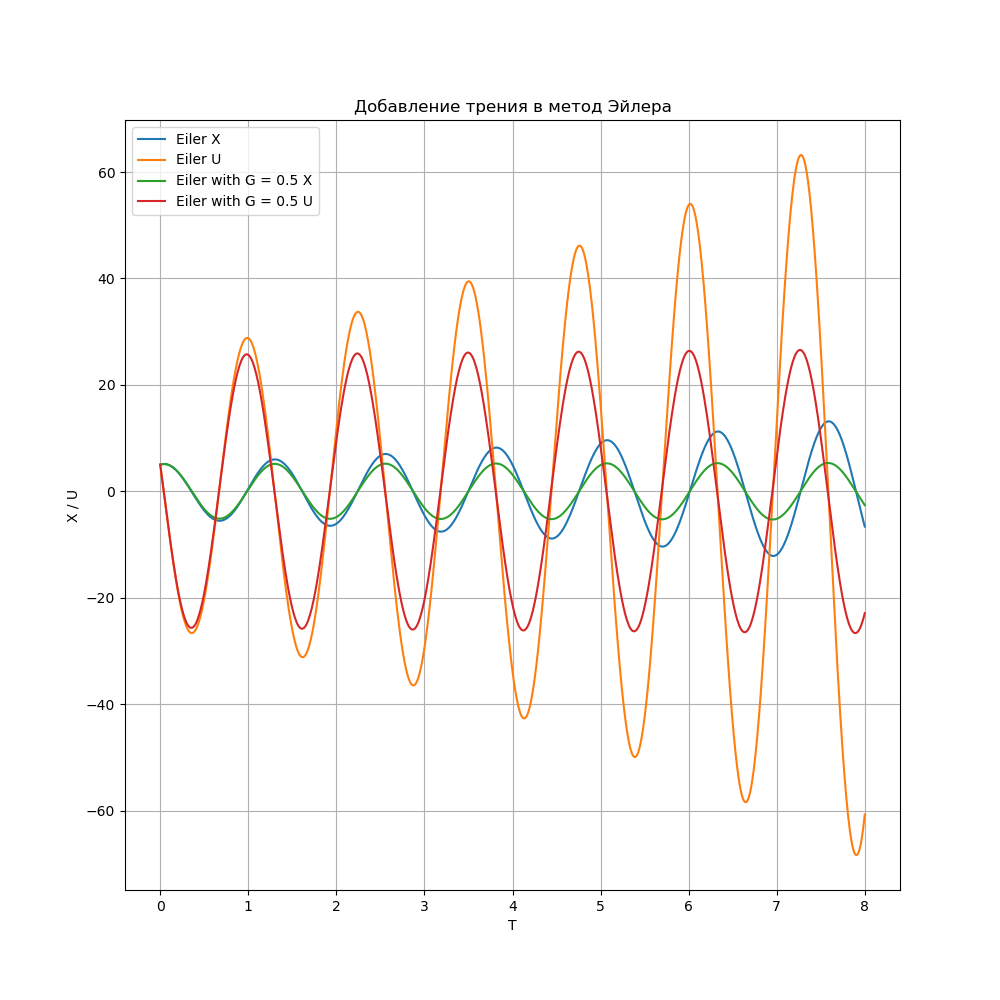 Добавление трения в метод Эйлера
Eiler X
Eiler U
Eiler with G = 0.5 X
Eiler with G = 0.5 U
X / U
60
40
20
0
−20
−40
−60
0 1 2 3 4 5 6 7 8
T